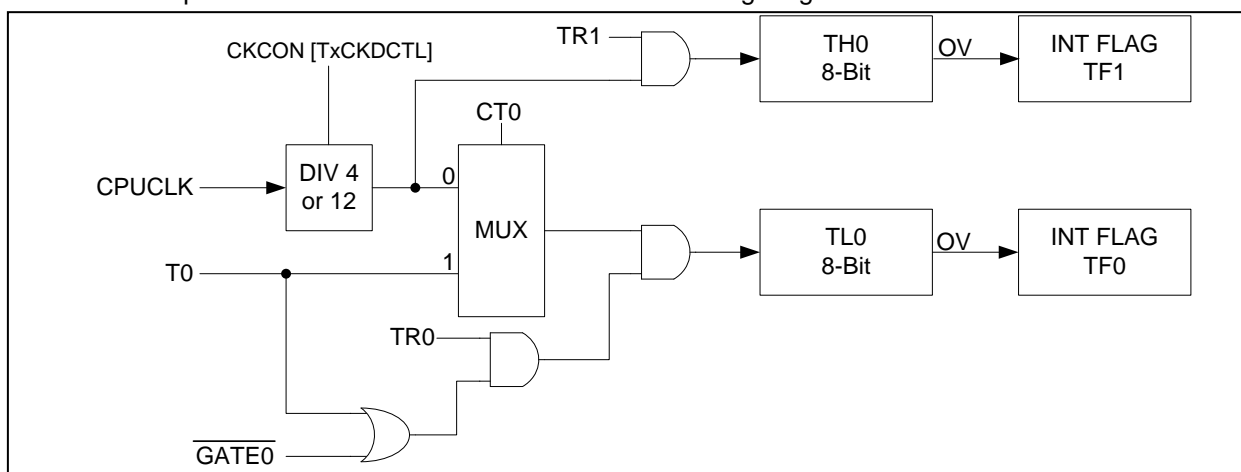 CKCON [TxCKDCTL]
TR1
TH0
8-Bit
OV
INT FLAG
TF1
CT0
CPUCLK
DIV 4
or 12
0
MUX
1
T0
TL0
8-Bit
OV
INT FLAG
TF0
TR0
GATE0